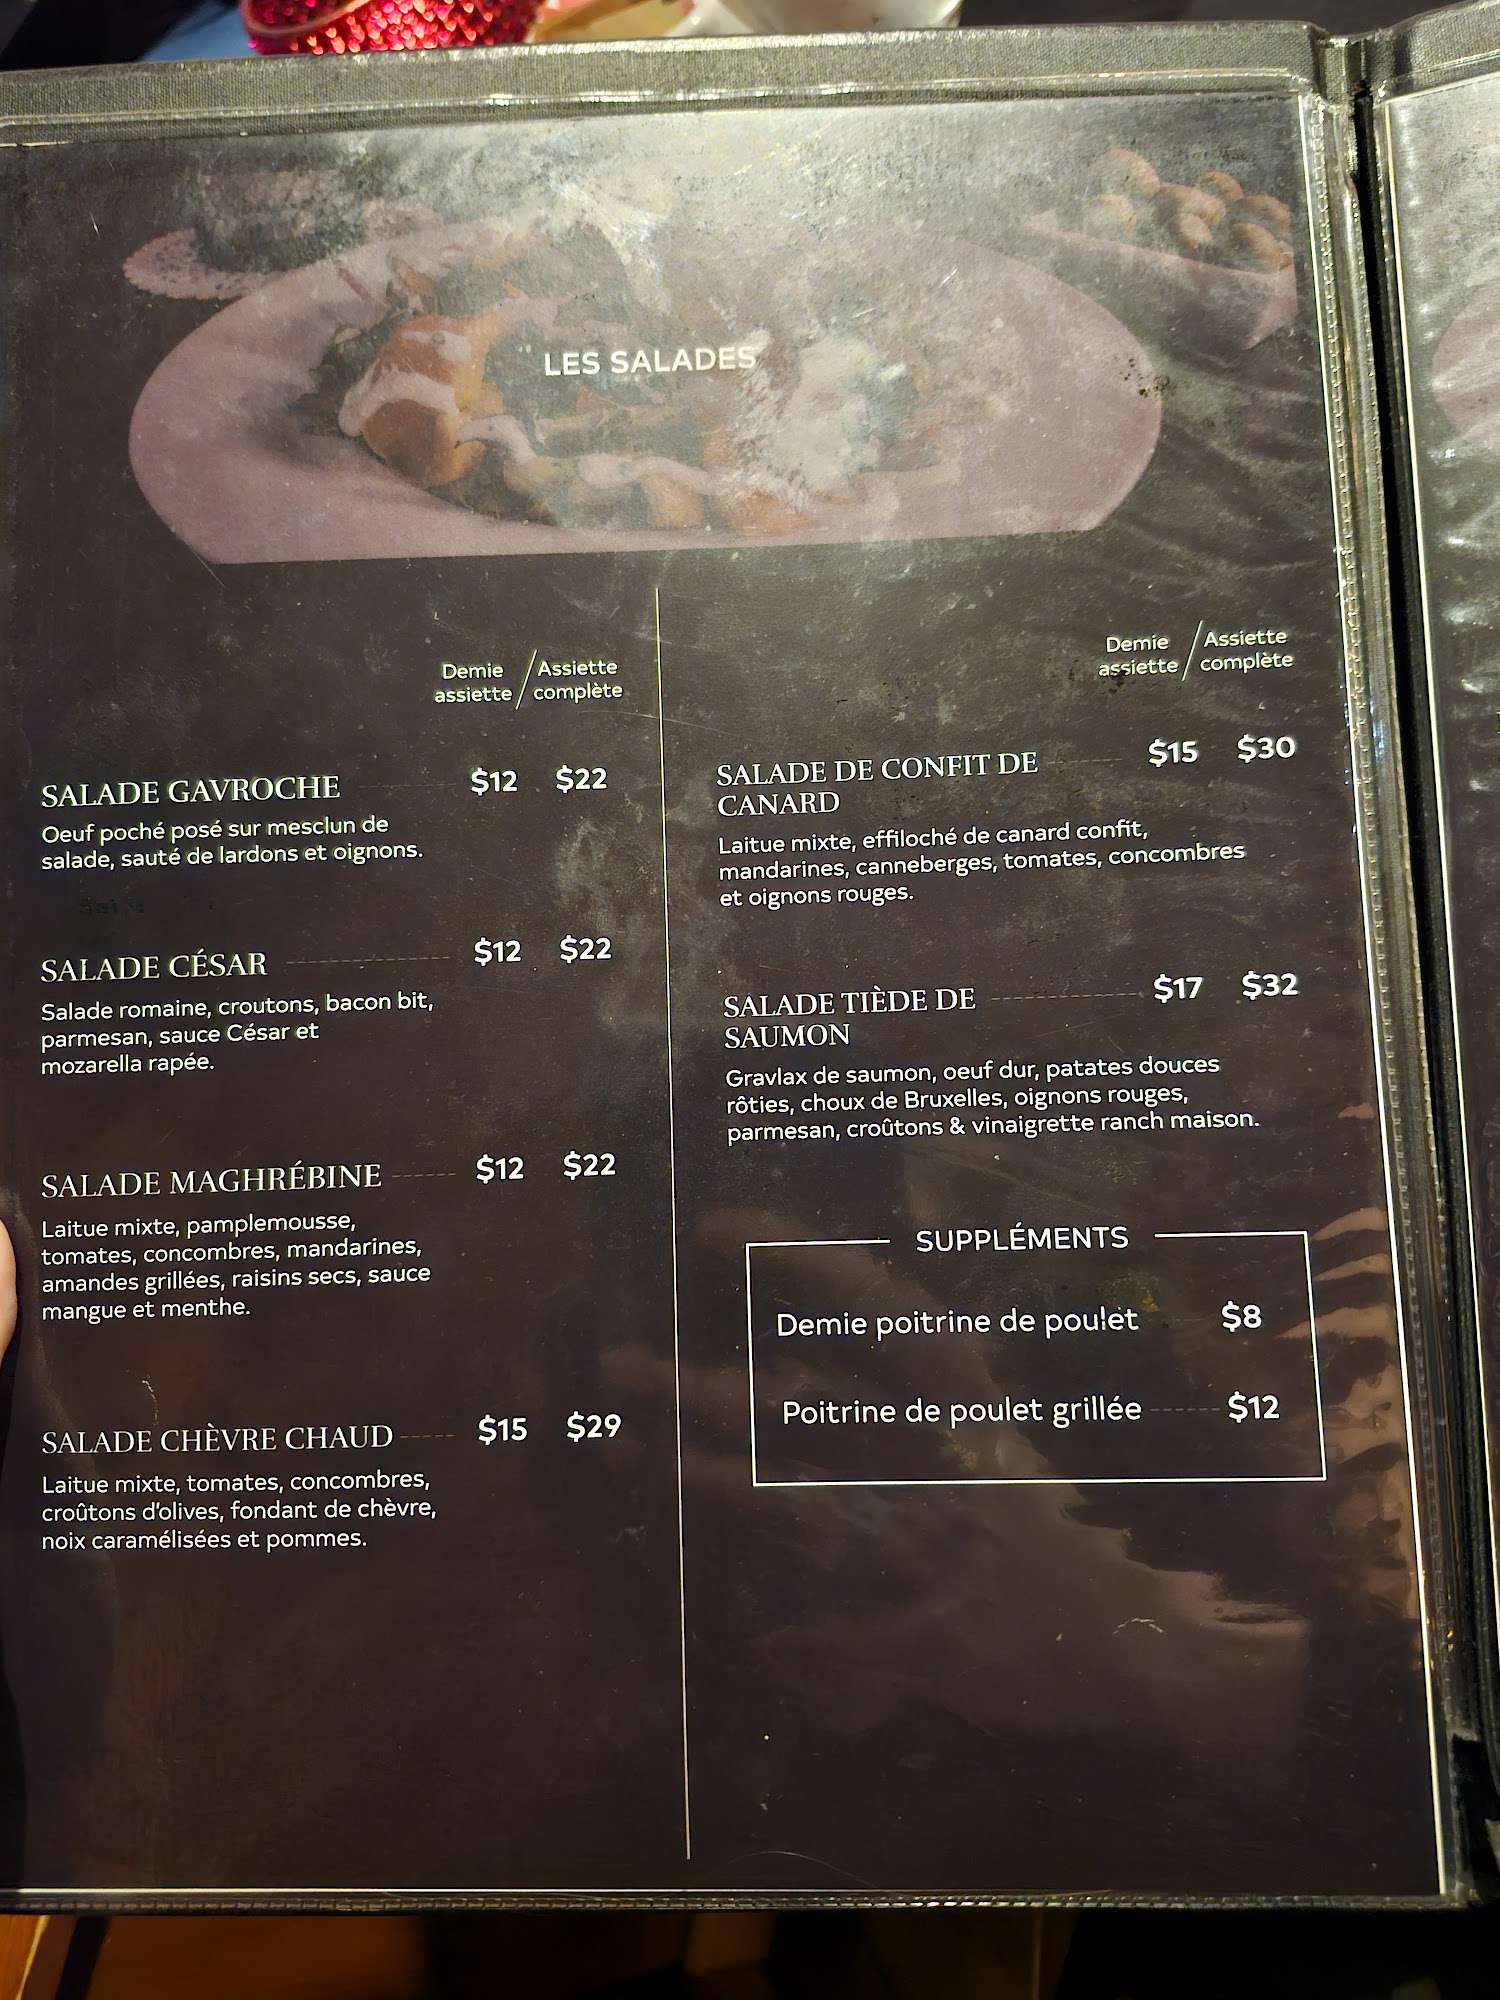 LES SALADES
Demie / Assiette
assiette / complète
SALADE GAVROCHE $12 $22
Oeuf poché posé sur mesclun de
salade, sauté de lardons et oignons.
SALADE CÉSAR $12 $22
Salade romaine, croutons, bacon bit,
parmesan, sauce César et
mozarella rapée.
SALADE MAGHRÉBINE $12 $22
Laitue mixte, pamplemousse,
tomates, concombres, mandarines,
amandes grillées, raisins secs, sauce
mangue et menthe.
SALADE CHÈVRE CHAUD $15 $29
Laitue mixte, tomates, concombres,
croûtons d'olives, fondant de chèvre,
noix caramélisées et pommes.
Demie / Assiette
assiette / complète
SALADE DE CONFIT DE $15 $30
CANARD
Laitue mixte, effiloché de canard confit,
mandarines, canneberges, tomates, concombres
et oignons rouges.
SALADE TIÈDE DE $17 $32
SAUMON
Gravlax de saumon, oeuf dur, patates douces
rôties, choux de Bruxelles, oignons rouges,
parmesan, croûtons & vinaigrette ranch maison.
SUPPLÉMENTS
Demie poitrine de poulet $8
Poitrine de poulet grillée $12